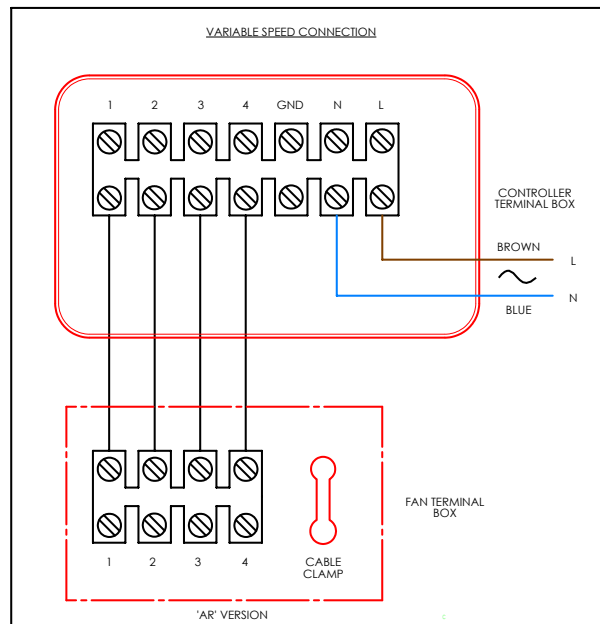 VARIABLE SPEED CONNECTION
1 2 3 4 GND N L
CONTROLLER
TERMINAL BOX
BROWN
L
N
BLUE
FAN TERMINAL
BOX
1 2 3 4
CABLE
CLAMP
'AR' VERSION
c